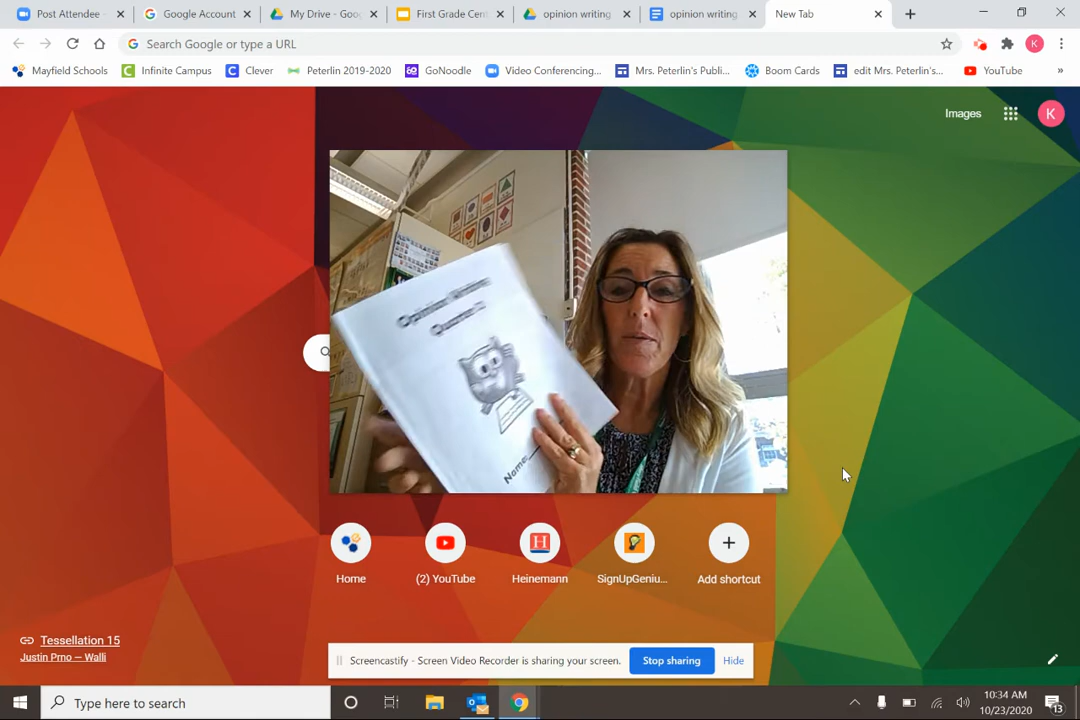 Post Attendee -
Google Account
My Drive - Goo
First Grade Cent
opinion writing
opinion writing
New Tab
Search Google or type a URL
K
Mayfield Schools
Infinite Campus
Clever
Peterlin 2019-2020
GoNoodle
Video Conferencing...
Mrs. Peterlin's Publi...
Boom Cards
edit Mrs. Peterlin's...
YouTube
»
Images
K
Name:
Home
(2) YouTube
Heinemann
SignUpGeniu...
Add shortcut
Tessellation 15
Justin Prno — Walli
Screencastify - Screen Video Recorder is sharing your screen.
Stop sharing
Hide
Type here to search
10:34 AM
10/23/2020
13